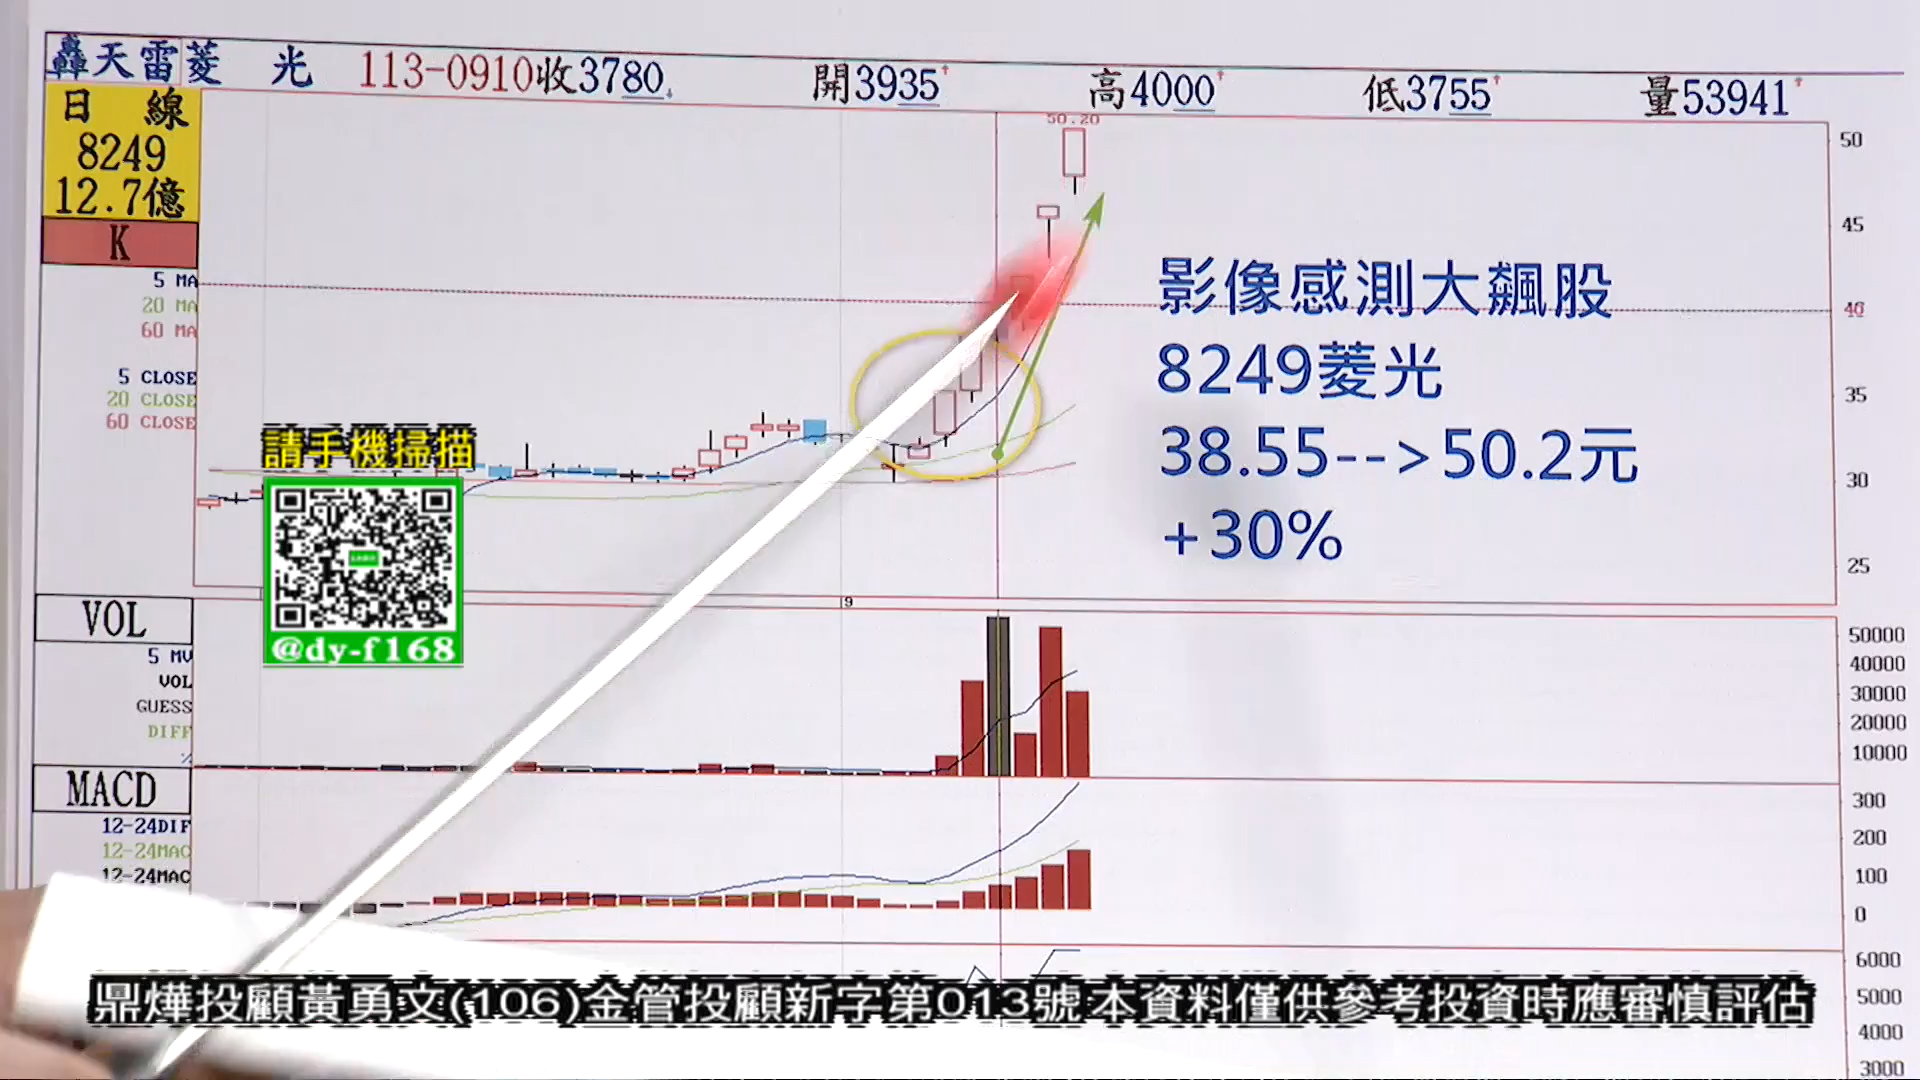 轟天雷菱 光 113-0910收3780↓ 開3935↑ 高4000↑ 低3755↑ 量53941↑
日 線
8249
12.7億
K
5 MA
20 MA
60 MA
5 CLOSE
20 CLOSE
60 CLOSE
50.20
50
45
40
35
30
25
影像感測大飆股
8249菱光
38.55-->50.2元
+30%
請手機掃描
@dy-f168
9
VOL
5 MV
VOL
GUESS
DIFF
%
50000
40000
30000
20000
10000
MACD
12-24DIF
12-24MAC
12-24MAC
300
200
100
0
6000
5000
4000
3000
鼎燁投顧黃勇文(106)金管投顧新字第013號本資料僅供參考投資時應審慎評估